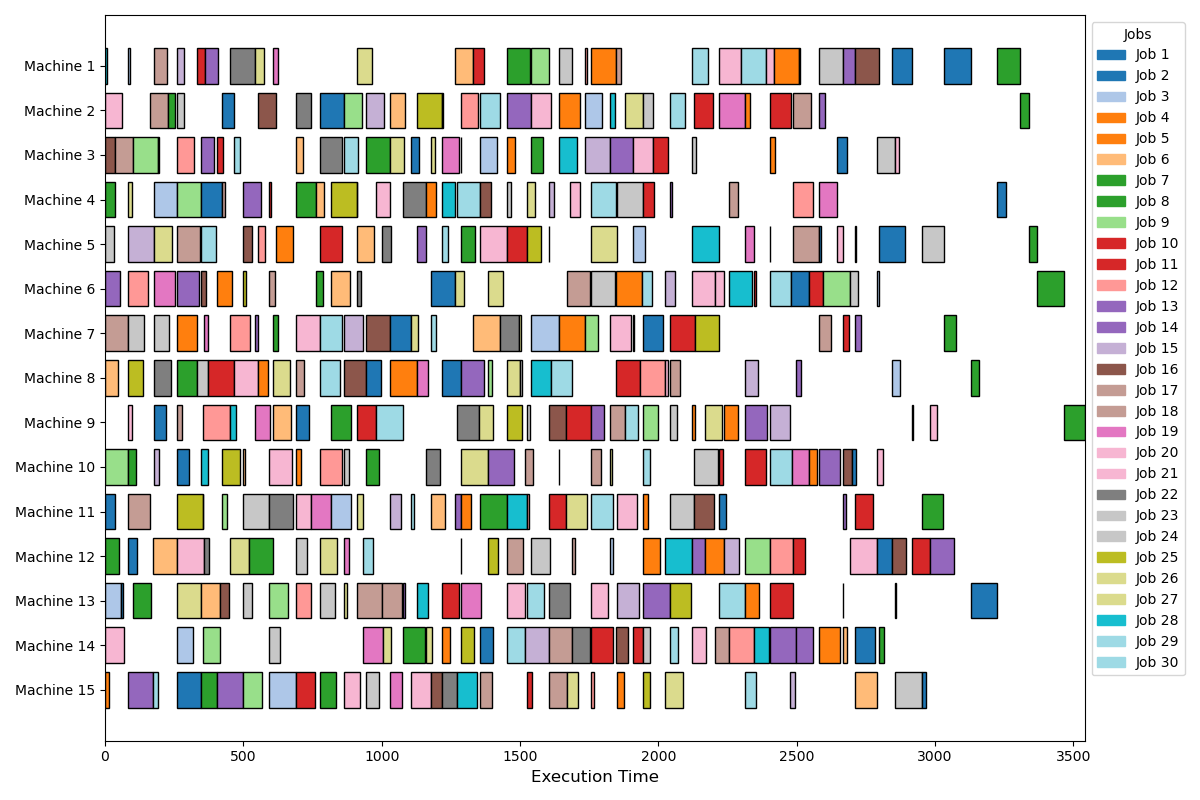 Machine 1
Machine 2
Machine 3
Machine 4
Machine 5
Machine 6
Machine 7
Machine 8
Machine 9
Machine 10
Machine 11
Machine 12
Machine 13
Machine 14
Machine 15
0 500 1000 1500 2000 2500 3000 3500
Execution Time
Jobs
Job 1
Job 2
Job 3
Job 4
Job 5
Job 6
Job 7
Job 8
Job 9
Job 10
Job 11
Job 12
Job 13
Job 14
Job 15
Job 16
Job 17
Job 18
Job 19
Job 20
Job 21
Job 22
Job 23
Job 24
Job 25
Job 26
Job 27
Job 28
Job 29
Job 30